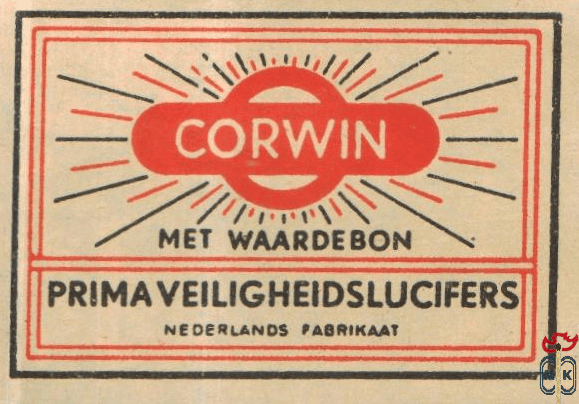 CORWIN
MET WAARDEBON
PRIMA VEILIGHEIDSLUCIFERS
NEDERLANDS FABRIKAAT
K